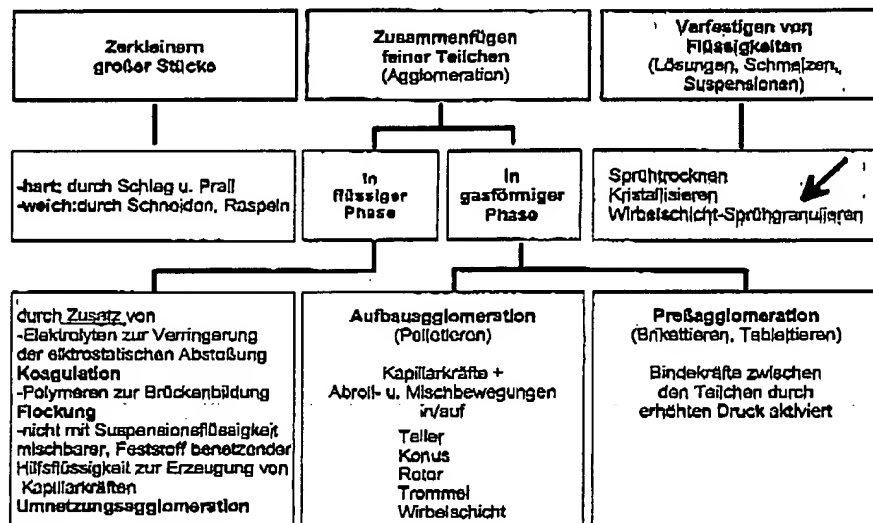 Zerkleinern
großer Stücke
Zusammenfügen
feiner Teilchen
(Agglomeration)
Verfestigen von
Flüssigkeiten
(Lösungen, Schmelzen,
Suspensionen)
-hart: durch Schlag u. Prall
-weich:durch Schneiden, Raspeln
In
flüssiger
Phase
In
gasförmiger
Phase
Sprühtrocknen
Kristallisieren
Wirbelschicht-Sprühgranulieren
durch Zusatz von
-Elektrolyten zur Verringerung
der elktrostatischen Abstoßung
Koagulation
-Polymeren zur Brückenbildung
Flockung
-nicht mit Suspensionsflüssigkeit
mischbarer, Feststoff benetzender
Hilfsflüssigkeit zur Erzeugung von
Kapillarkräften
Umnetzungsagglomeration
Aufbauagglomeration
(Pelletieren)
Kapillarkräfte +
Abroll- u. Mischbewegungen
in/auf
Teller
Konus
Rotor
Trommel
Wirbelschicht
Preßagglomeration
(Brikettieren, Tablettieren)
Bindekräfte zwischen
den Teilchen durch
erhöhten Druck aktiviert